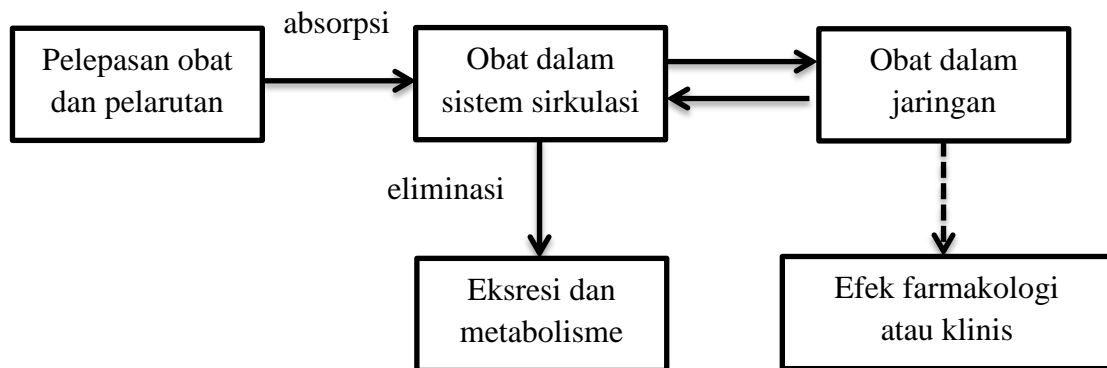 absorpsi
Pelepasan obat
dan pelarutan
Obat dalam
sistem sirkulasi
Obat dalam
jaringan
eliminasi
Eksresi dan
metabolisme
Efek farmakologi
atau klinis